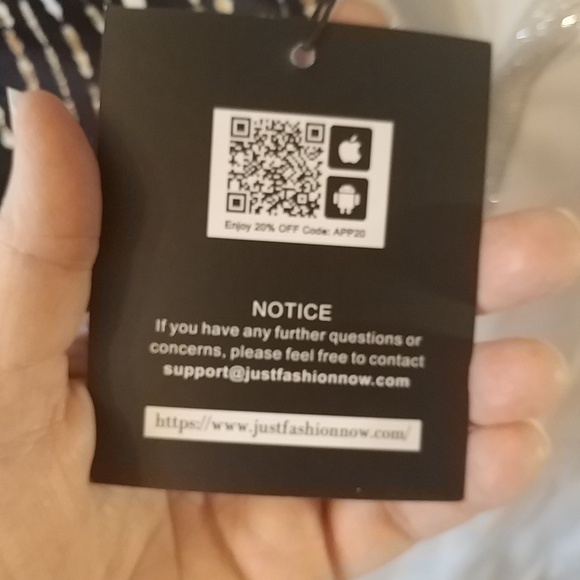 Enjoy 20% OFF Code: APP20
NOTICE
If you have any further questions or
concerns, please feel free to contact
support@justfashionnow.com
https://www.justfashionnow.com/